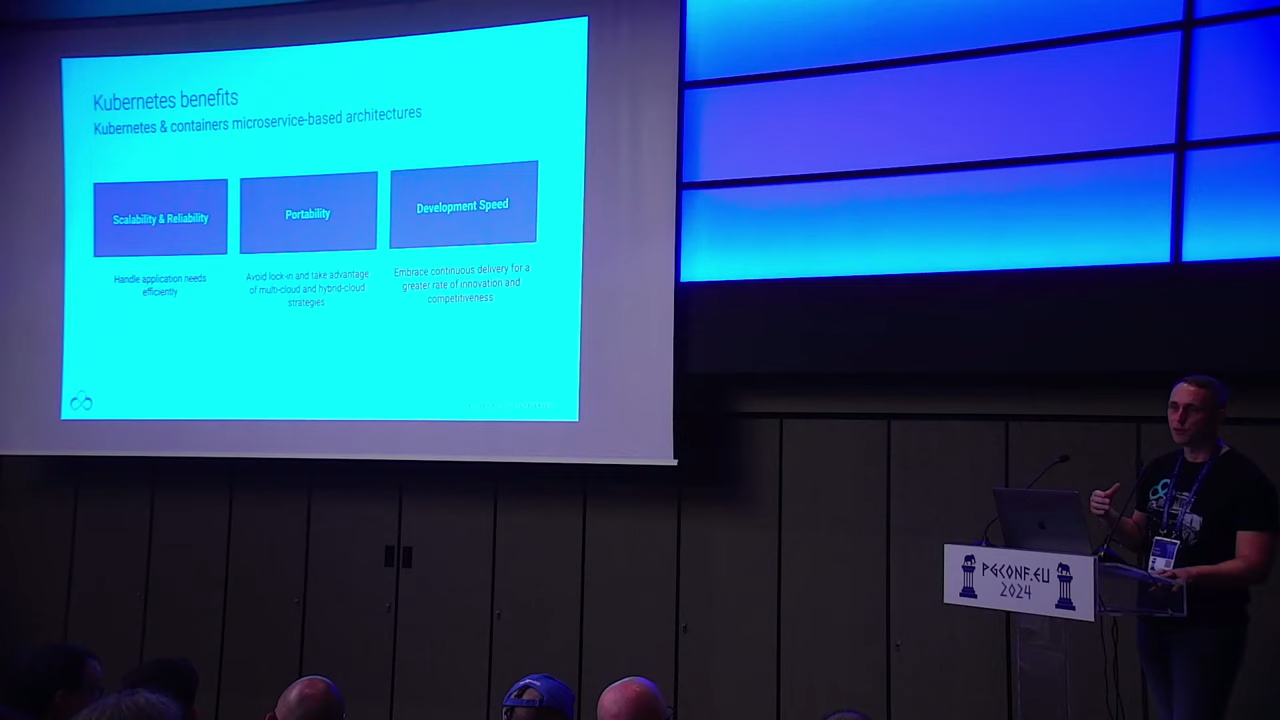 Kubernetes benefits
Kubernetes & containers microservice-based architectures
Scalability & Reliability
Portability
Development Speed
Handle application needs
efficiently
Avoid lock-in and take advantage
of multi-cloud and hybrid-cloud
strategies
Embrace continuous delivery for a
greater rate of innovation and
competitiveness
PGCONF.EU
2024